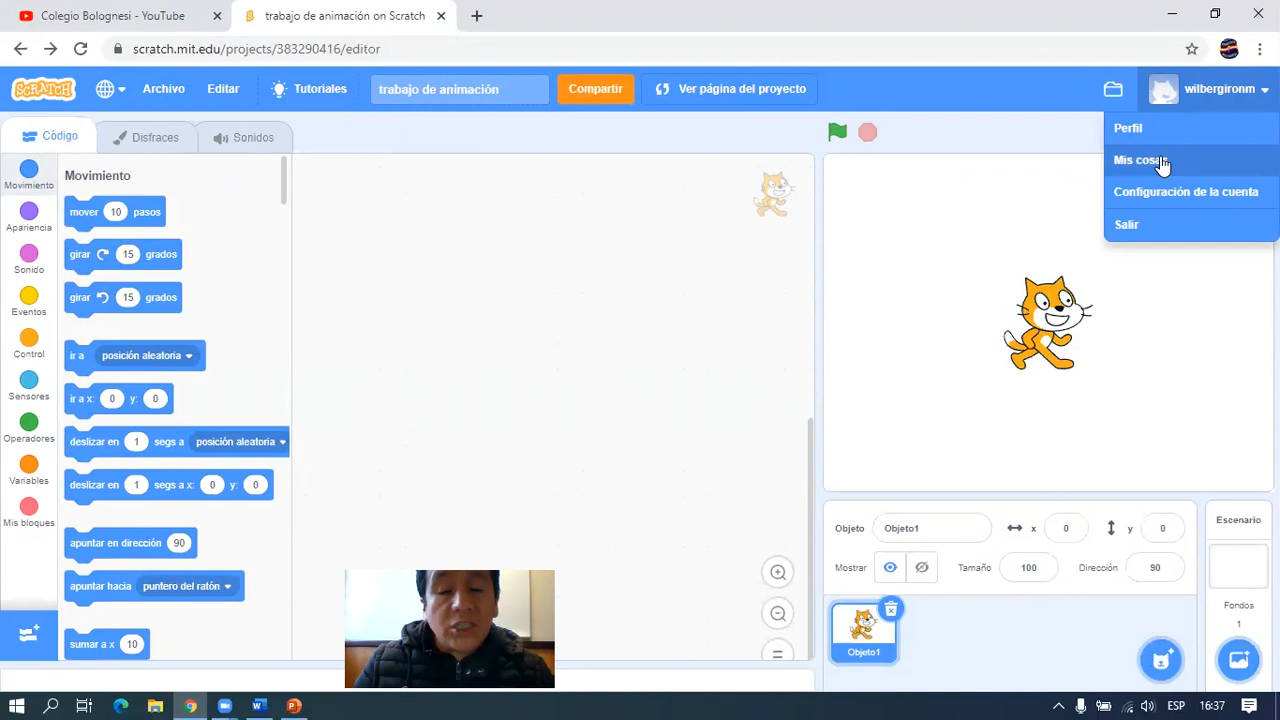 Colegio Bolognesi - YouTube
trabajo de animación on Scratch
scratch.mit.edu/projects/383290416/editor
SCRATCH
Archivo
Editar
Tutoriales
trabajo de animación
Compartir
Ver página del proyecto
wilbergironm
Perfil
Mis cosas
Configuración de la cuenta
Salir
Código
Disfraces
Sonidos
Movimiento
Apariencia
Sonido
Eventos
Control
Sensores
Operadores
Variables
Mis bloques
Movimiento
mover 10 pasos
girar 15 grados
girar 15 grados
ir a posición aleatoria
ir a x: 0 y: 0
deslizar en 1 segs a posición aleatoria
deslizar en 1 segs a x: 0 y: 0
apuntar en dirección 90
apuntar hacia puntero del ratón
sumar a x 10
Objeto Objeto1 x 0 y 0
Mostrar Tamaño 100 Dirección 90
Objeto1
Escenario
Fondos
1
ESP 16:37